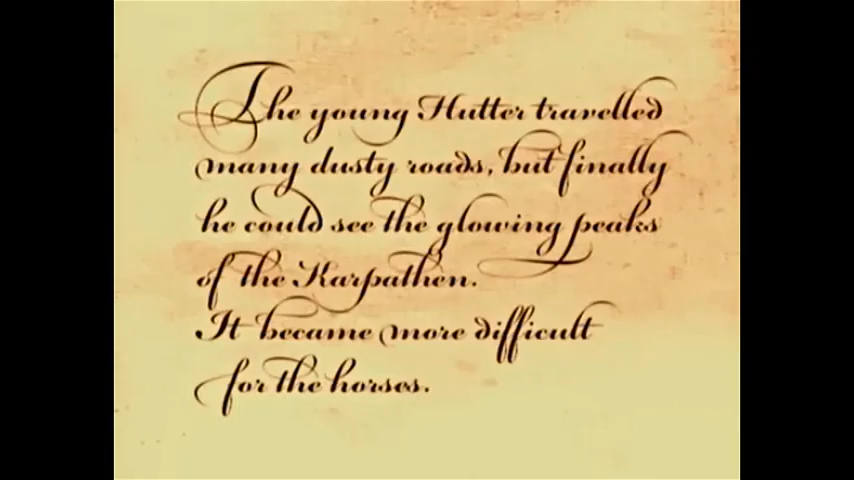 The young Hutter travelled
many dusty roads, but finally
he could see the glowing peaks
of the Karpathen.
It became more difficult
for the horses.